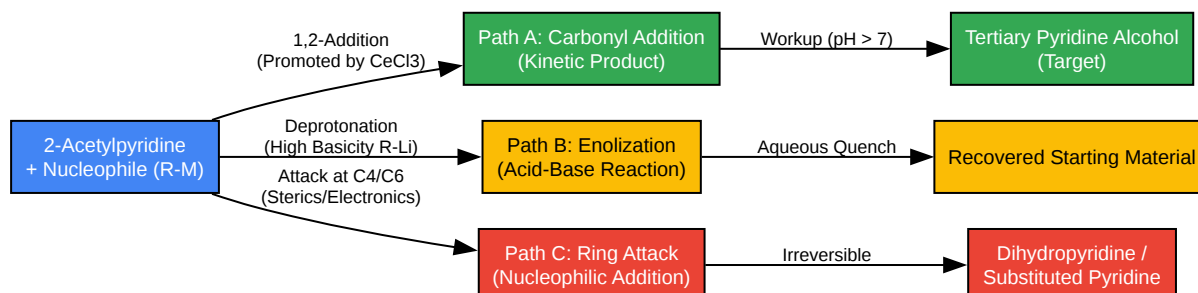 2-Acetylpyridine
+ Nucleophile (R-M)
1,2-Addition
(Promoted by CeCl3)
Path A: Carbonyl Addition
(Kinetic Product)
Workup (pH > 7)
Tertiary Pyridine Alcohol
(Target)
Deprotonation
(High Basicity R-Li)
Path B: Enolization
(Acid-Base Reaction)
Aqueous Quench
Recovered Starting Material
Attack at C4/C6
(Sterics/Electronics)
Path C: Ring Attack
(Nucleophilic Addition)
Irreversible
Dihydropyridine /
Substituted Pyridine